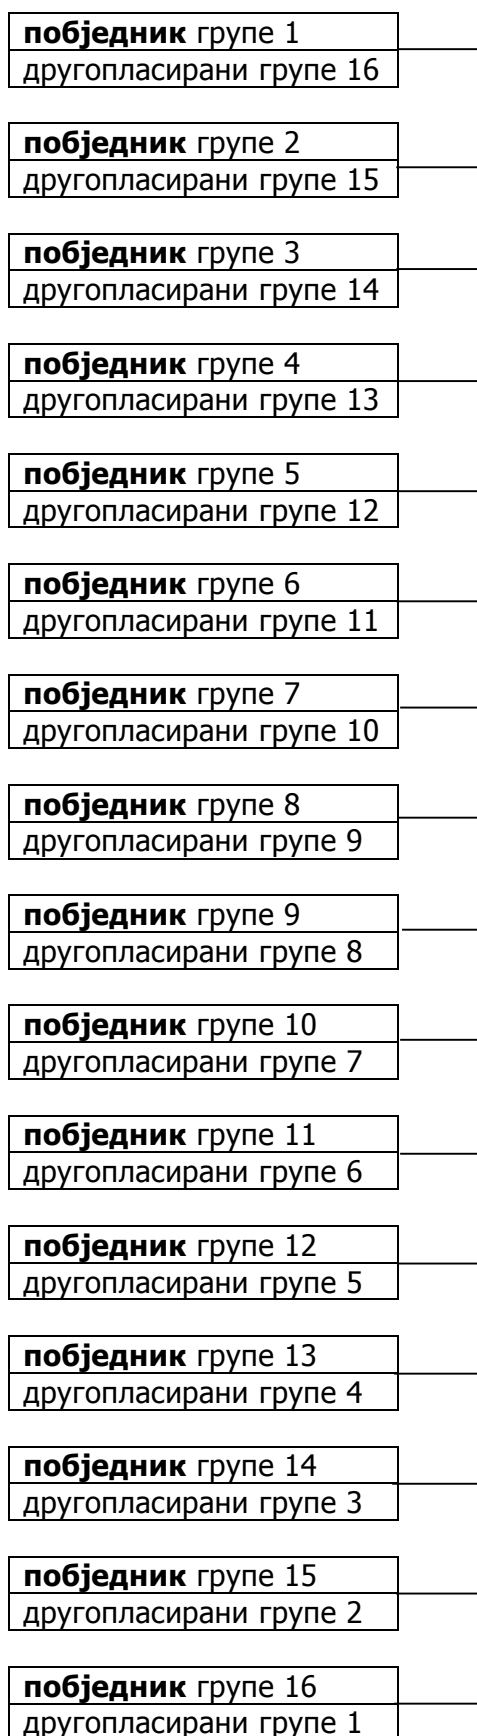 побједник групе 1
другопласирани групе 16
побједник групе 2
другопласирани групе 15
побједник групе 3
другопласирани групе 14
побједник групе 4
другопласирани групе 13
побједник групе 5
другопласирани групе 12
побједник групе 6
другопласирани групе 11
побједник групе 7
другопласирани групе 10
побједник групе 8
другопласирани групе 9
побједник групе 9
другопласирани групе 8
побједник групе 10
другопласирани групе 7
побједник групе 11
другопласирани групе 6
побједник групе 12
другопласирани групе 5
побједник групе 13
другопласирани групе 4
побједник групе 14
другопласирани групе 3
побједник групе 15
другопласирани групе 2
побједник групе 16
другопласирани групе 1